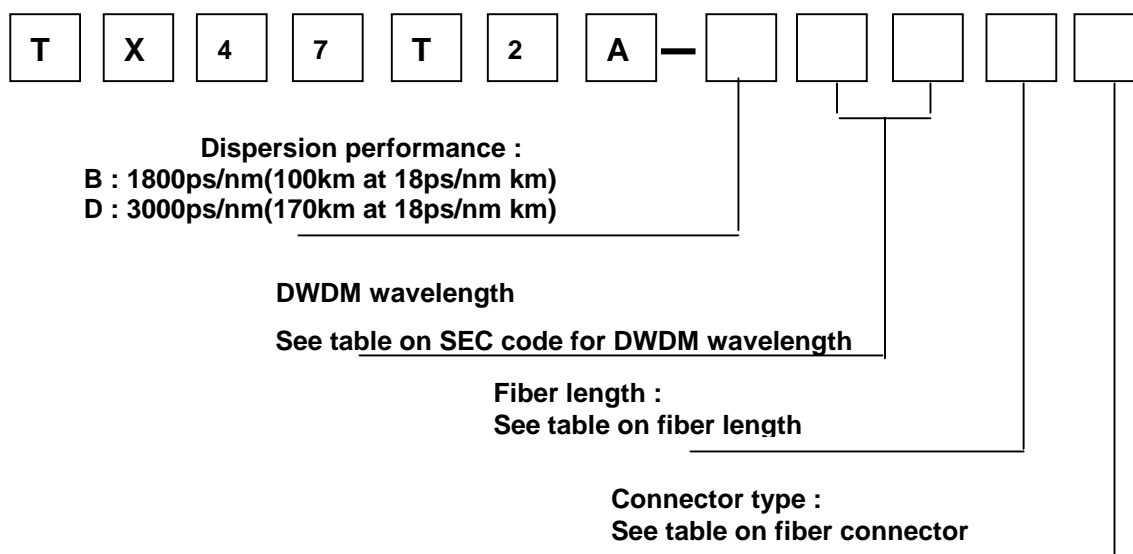 T X 4 7 T 2 A –
Dispersion performance :
B : 1800ps/nm(100km at 18ps/nm km)
D : 3000ps/nm(170km at 18ps/nm km)
DWDM wavelength
See table on SEC code for DWDM wavelength
Fiber length :
See table on fiber length
Connector type :
See table on fiber connector